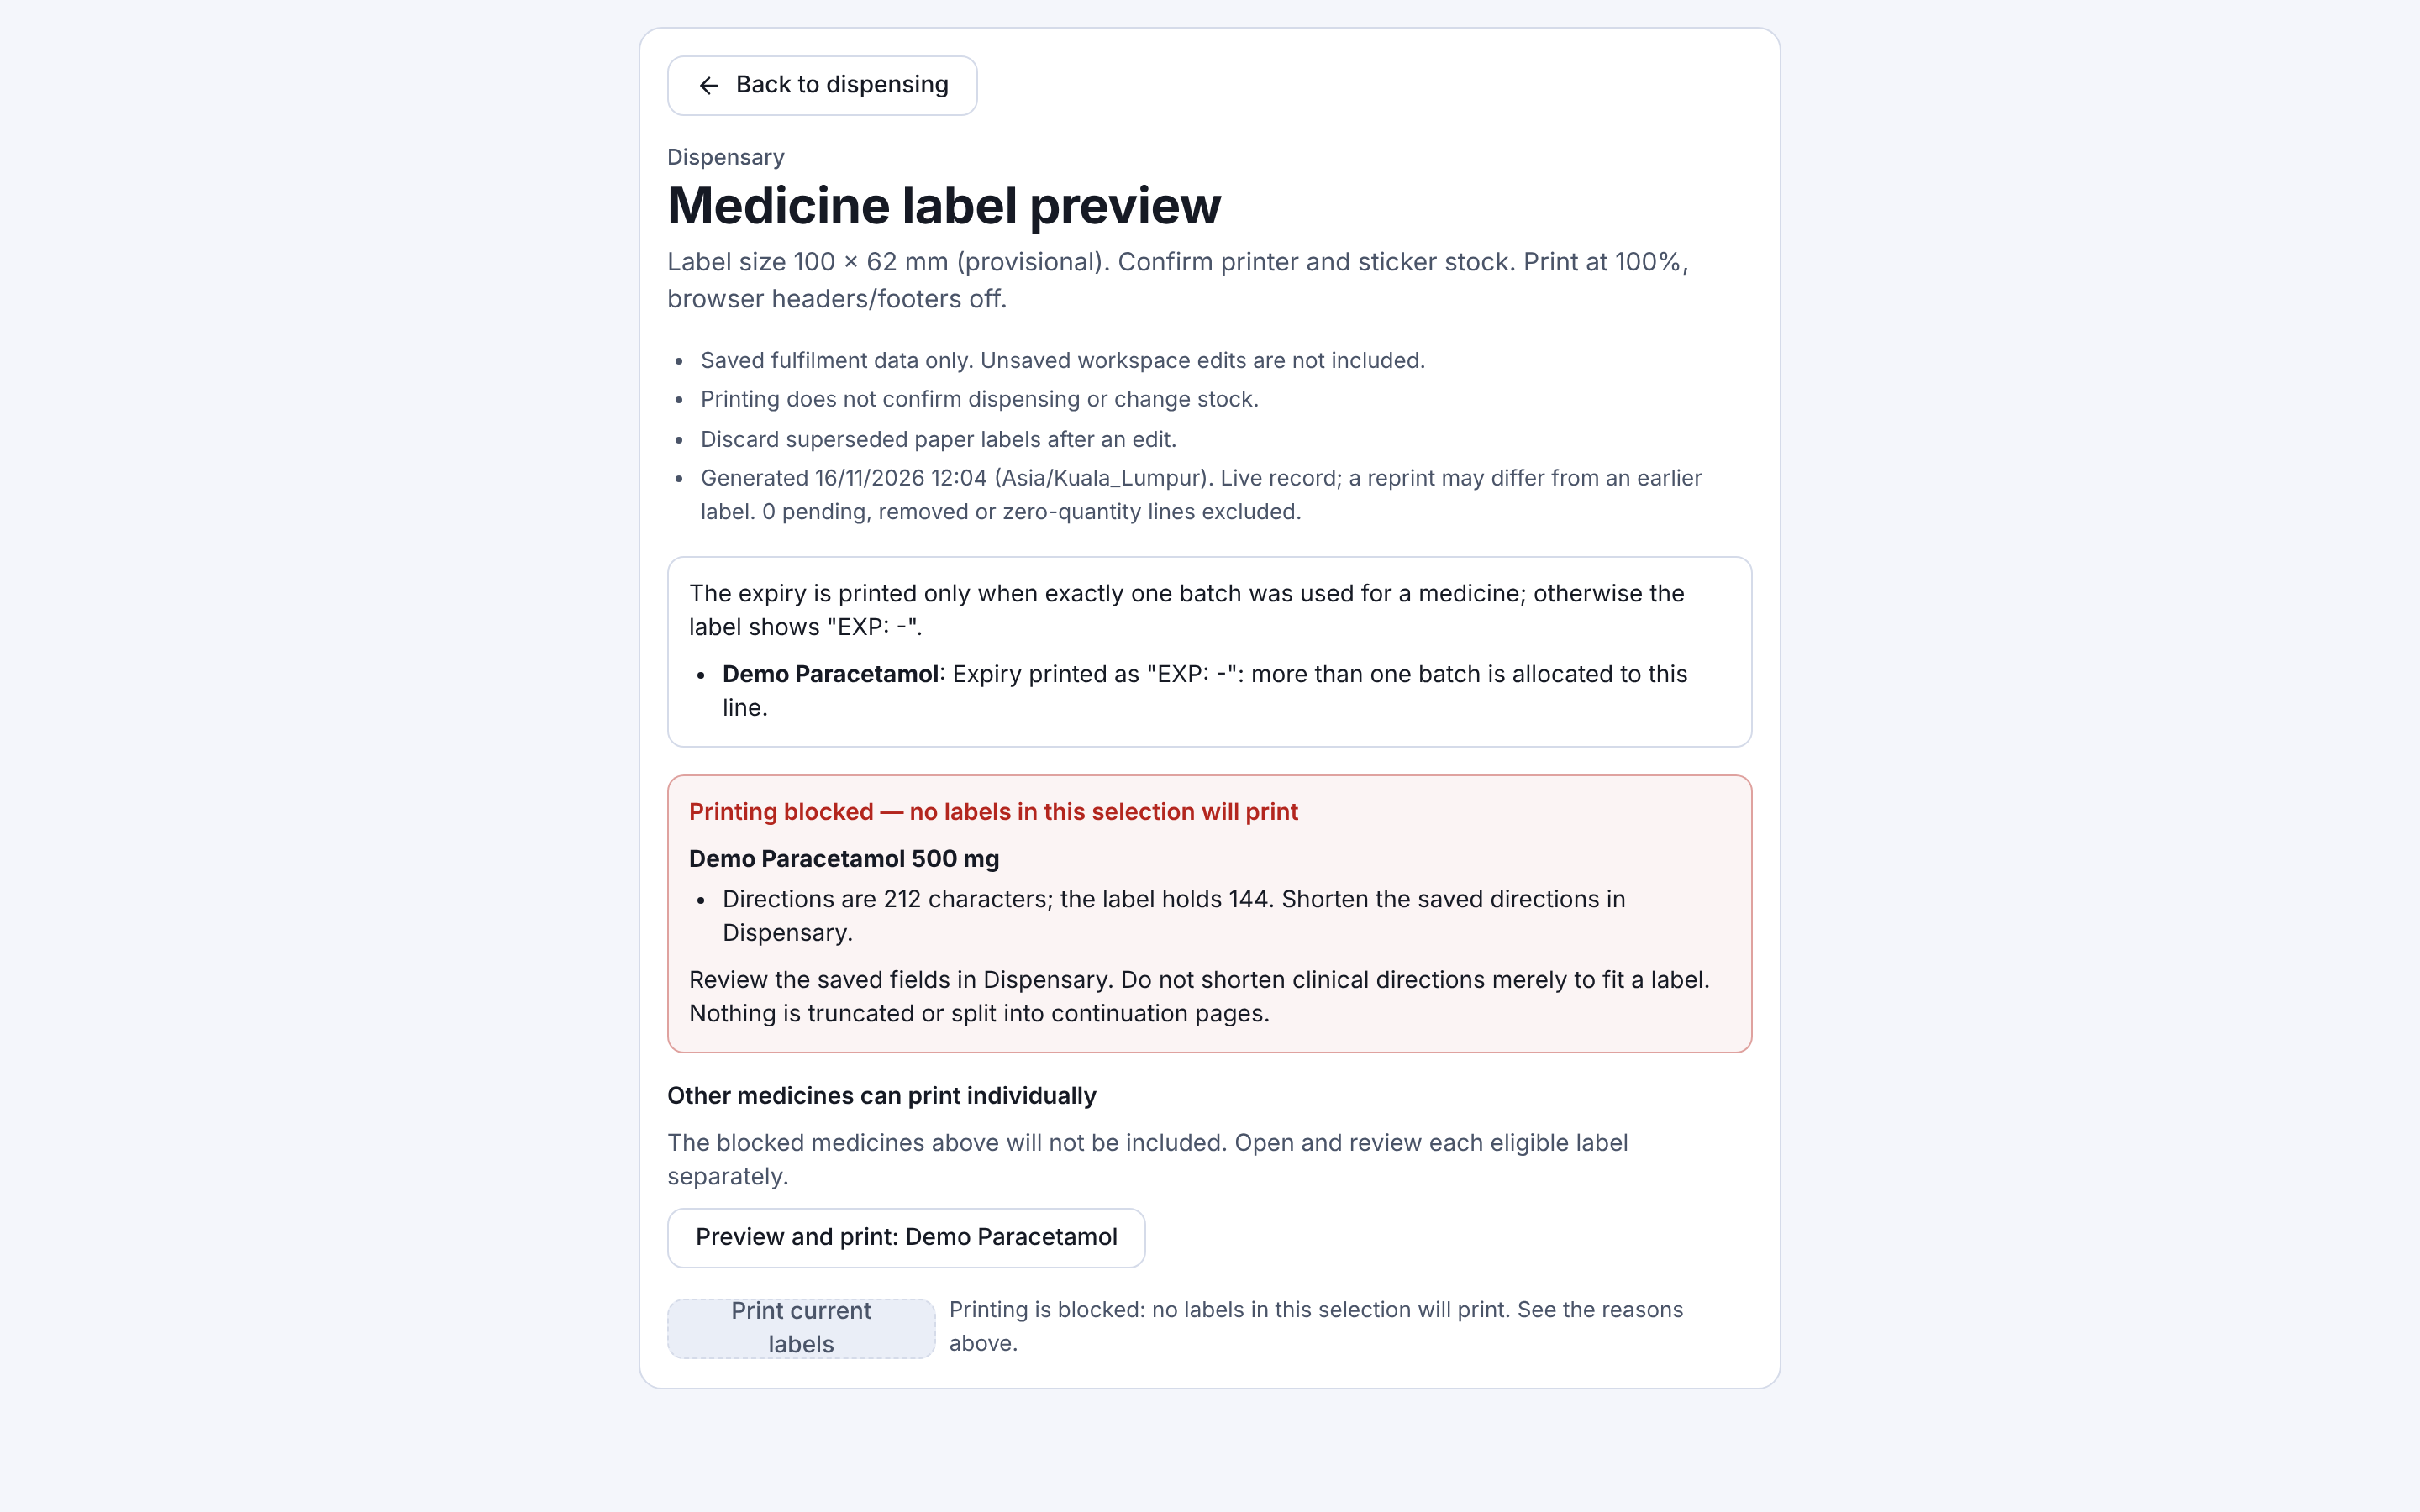 Back to dispensing
Dispensary
Medicine label preview
Label size 100 × 62 mm (provisional). Confirm printer and sticker stock. Print at 100%,
browser headers/footers off.
• Saved fulfilment data only. Unsaved workspace edits are not included.
• Printing does not confirm dispensing or change stock.
• Discard superseded paper labels after an edit.
• Generated 16/11/2026 12:04 (Asia/Kuala_Lumpur). Live record; a reprint may differ from an earlier
label. 0 pending, removed or zero-quantity lines excluded.
The expiry is printed only when exactly one batch was used for a medicine; otherwise the
label shows "EXP: -".
• Demo Paracetamol: Expiry printed as "EXP: -": more than one batch is allocated to this
line.
Printing blocked — no labels in this selection will print
Demo Paracetamol 500 mg
• Directions are 212 characters; the label holds 144. Shorten the saved directions in
Dispensary.
Review the saved fields in Dispensary. Do not shorten clinical directions merely to fit a label.
Nothing is truncated or split into continuation pages.
Other medicines can print individually
The blocked medicines above will not be included. Open and review each eligible label
separately.
Preview and print: Demo Paracetamol
Print current
labels
Printing is blocked: no labels in this selection will print. See the reasons
above.